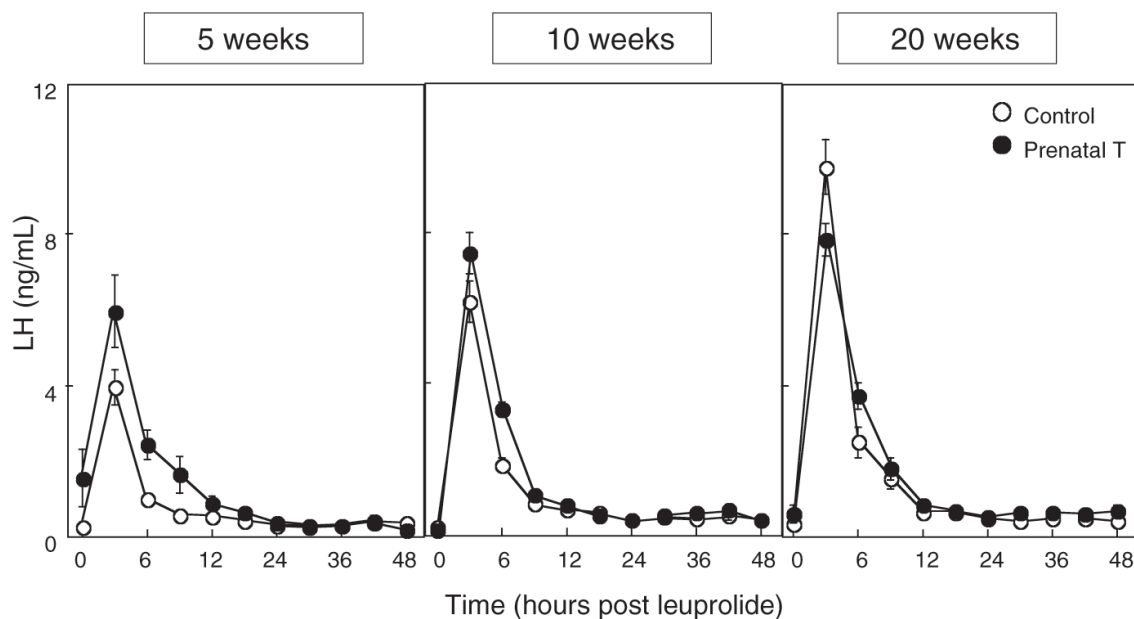 5 weeks
10 weeks
20 weeks
12
8
4
0
LH (ng/mL)
Control
Prenatal T
0 6 12 24 36 48
0 6 12 24 36 48
0 6 12 24 36 48
Time (hours post leuprolide)